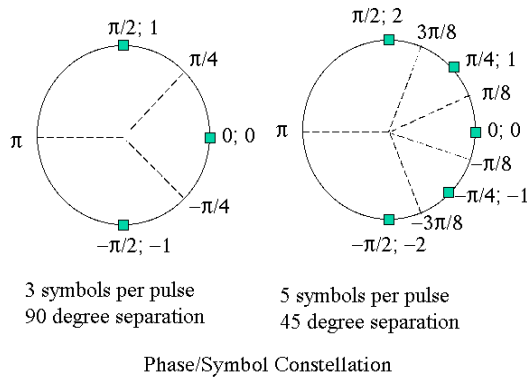 π/2; 1
π/4
π
0; 0
−π/4
−π/2; −1
3 symbols per pulse
90 degree separation
π/2; 2
3π/8
π/4; 1
π/8
π
0; 0
−π/8
−π/4; −1
−3π/8
−π/2; −2
5 symbols per pulse
45 degree separation
Phase/Symbol Constellation